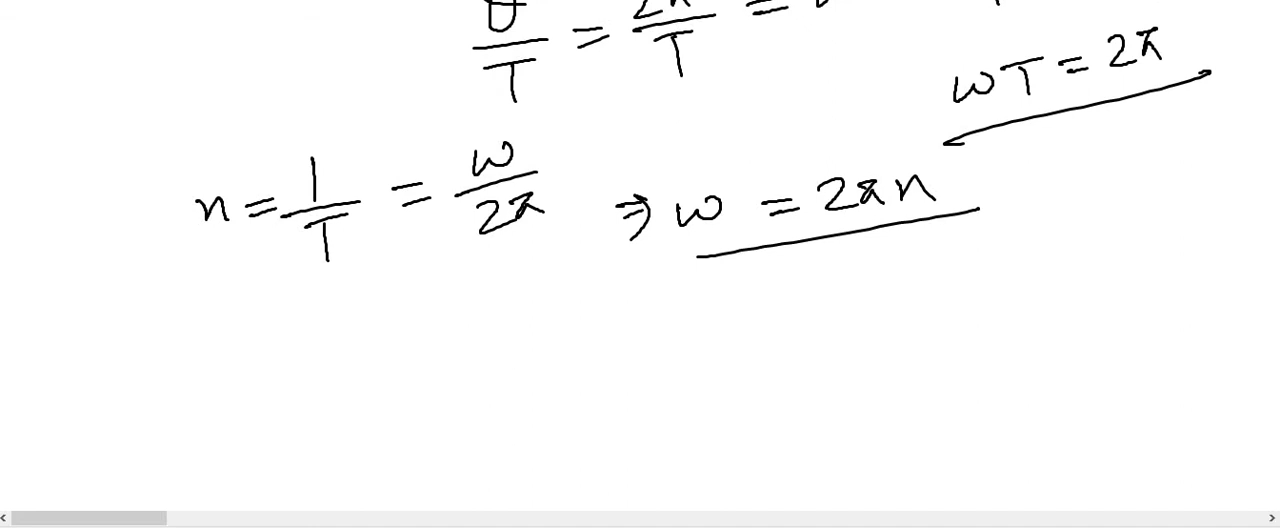 θ/T = 2π/T =
ωT = 2π
n = 1/T = ω/2π ⇒ ω = 2πn